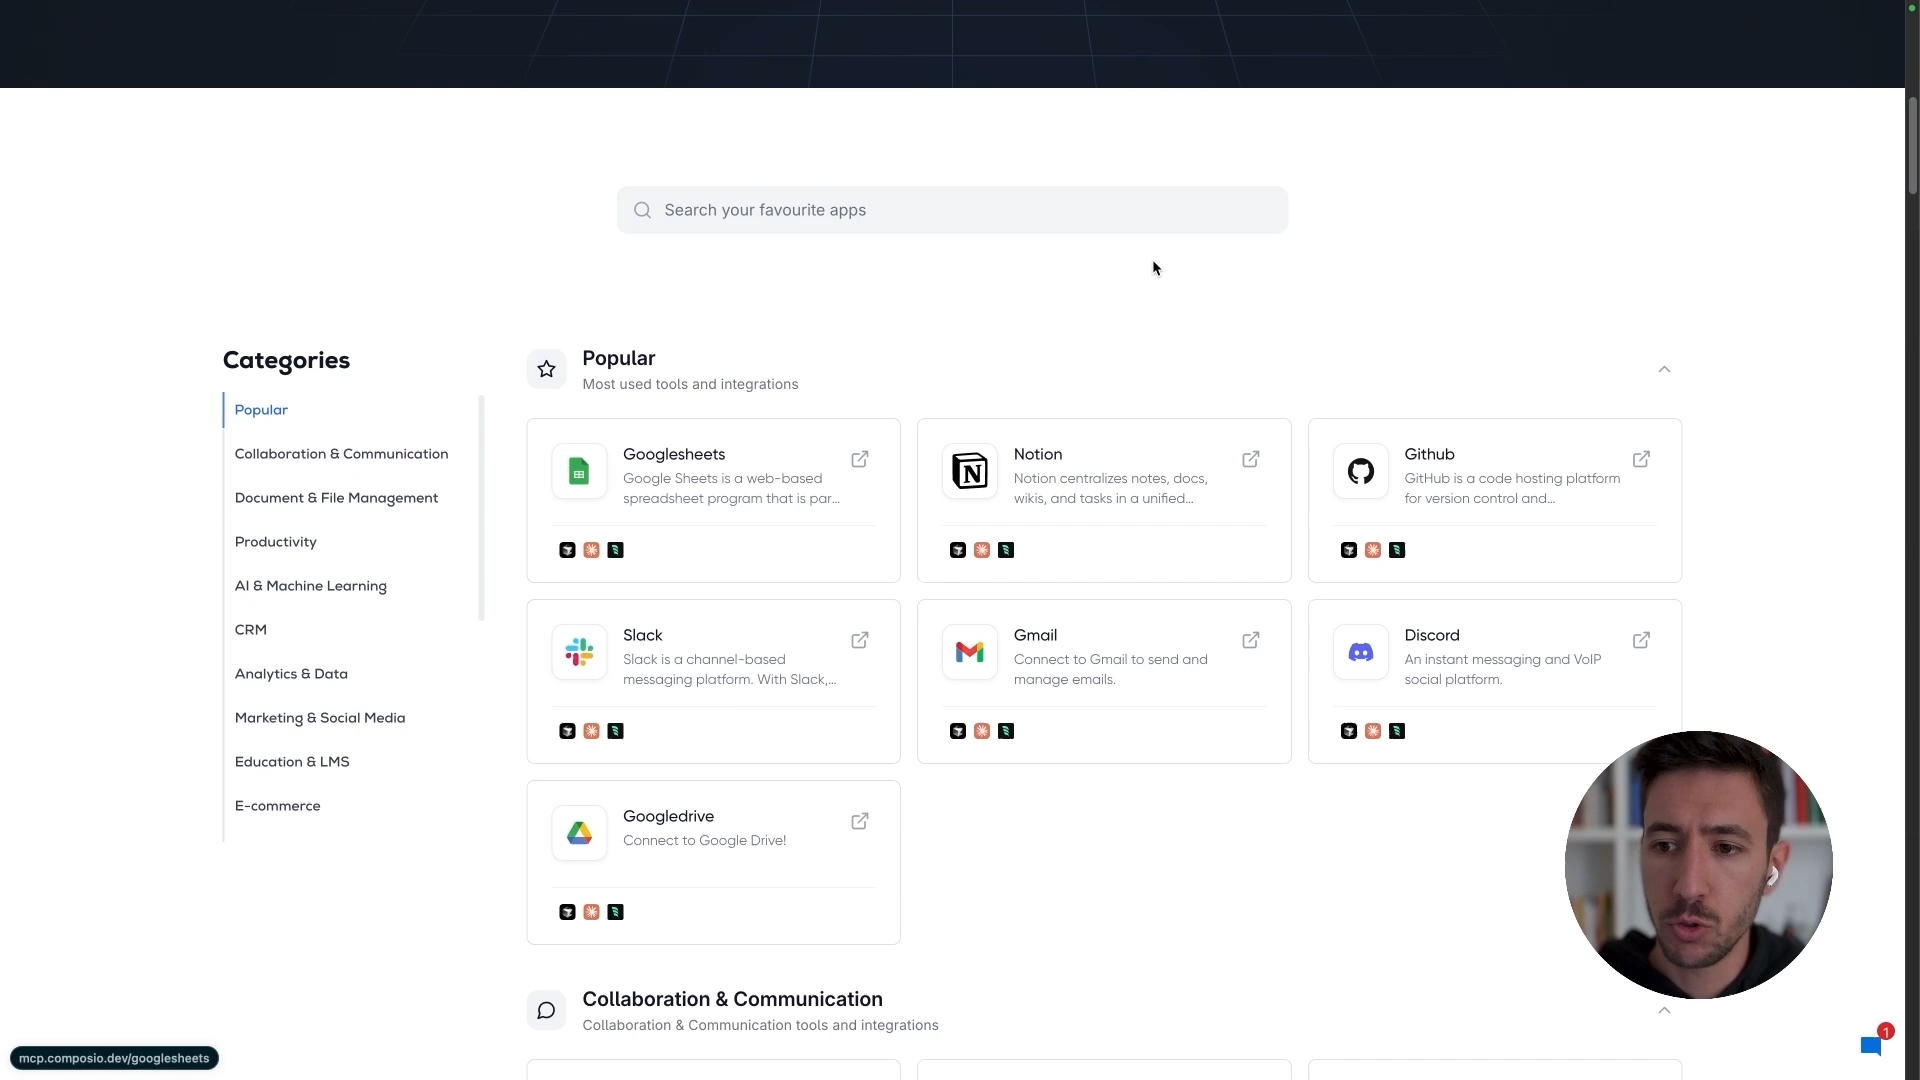 Search your favourite apps
Categories
Popular
Collaboration & Communication
Document & File Management
Productivity
AI & Machine Learning
CRM
Analytics & Data
Marketing & Social Media
Education & LMS
E-commerce
Popular
Most used tools and integrations
Googlesheets
Google Sheets is a web-based
spreadsheet program that is par...
Notion
Notion centralizes notes, docs,
wikis, and tasks in a unified...
Github
GitHub is a code hosting platform
for version control and...
Slack
Slack is a channel-based
messaging platform. With Slack,...
Gmail
Connect to Gmail to send and
manage emails.
Discord
An instant messaging and VoIP
social platform.
Googledrive
Connect to Google Drive!
Collaboration & Communication
Collaboration & Communication tools and integrations
1
mcp.composio.dev/googlesheets